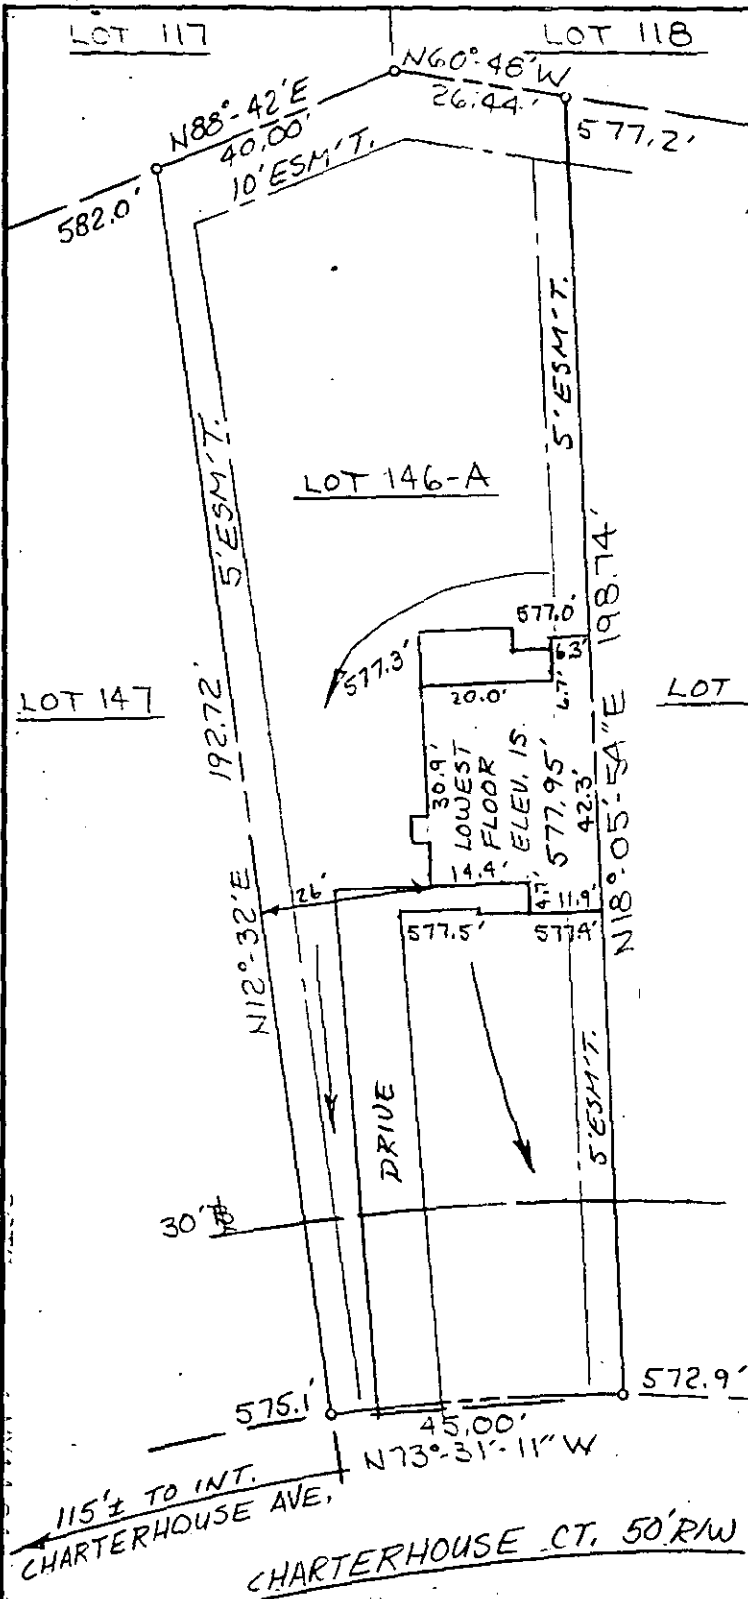 LOT 117
LOT 118
N60°-48'W
26.44'
N88°-42'E
40.00'
10' ESM'T.
577.2'
582.0'
5' ESM'T.
5' ESM'T.
LOT 146-A
198.74'
577.0'
577.3'
6.3'
6.7'
20.0'
LOT 147
LOT
192.72'
30.9'
LOWEST
FLOOR
ELEV. IS
577.95'
42.3'
N18°-05'-54"E
14.4'
4.7'
11.9'
26'
577.5'
577.4'
N12°-32'E
DRIVE
5' ESM'T.
30'
575.1'
572.9'
45.00'
N73°-31'-11"W
115'± TO INT.
CHARTERHOUSE AVE.
CHARTERHOUSE CT. 50' R/W